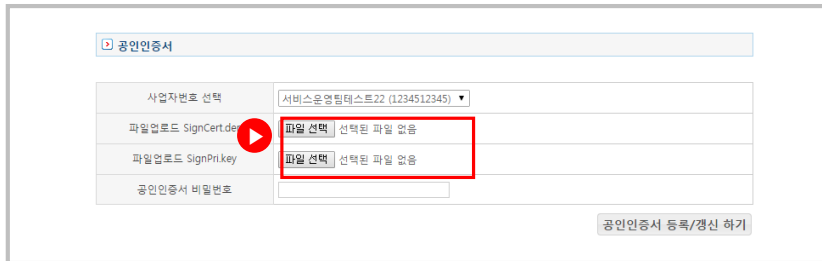 공인인증서
사업자번호 선택 서비스운영팀테스트22 (1234512345)
파일업로드 SignCert.der 파일 선택 선택된 파일 없음
파일업로드 SignPri.key 파일 선택 선택된 파일 없음
공인인증서 비밀번호
공인인증서 등록/갱신 하기